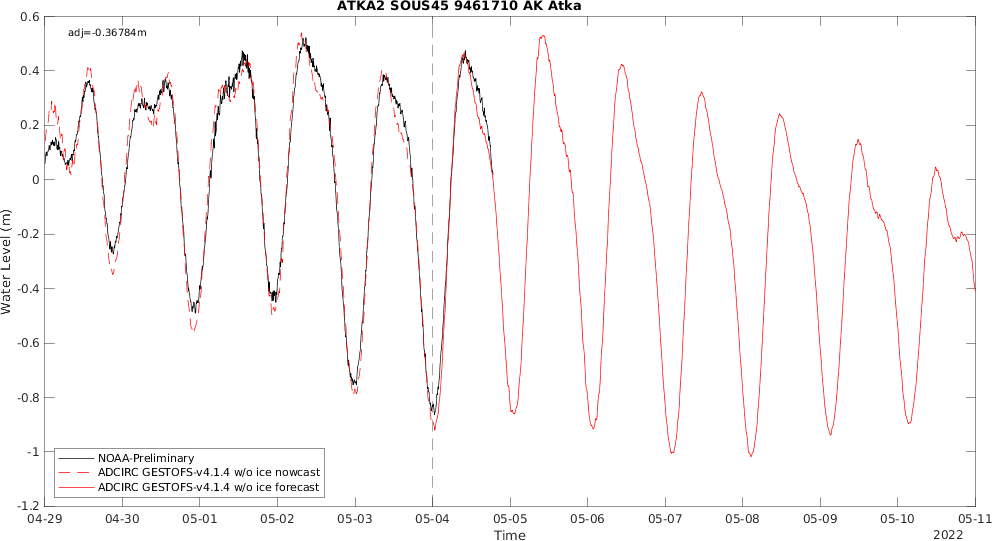 ATKA2 SOUS45 9461710 AK Atka
adj=-0.36784m
0.6
0.4
0.2
0
-0.2
-0.4
-0.6
-0.8
-1
-1.2
Water Level (m)
NOAA-Preliminary
ADCIRC GESTOFS-v4.1.4 w/o ice nowcast
ADCIRC GESTOFS-v4.1.4 w/o ice forecast
04-29 04-30 05-01 05-02 05-03 05-04 05-05 05-06 05-07 05-08 05-09 05-10 05-11
Time
2022